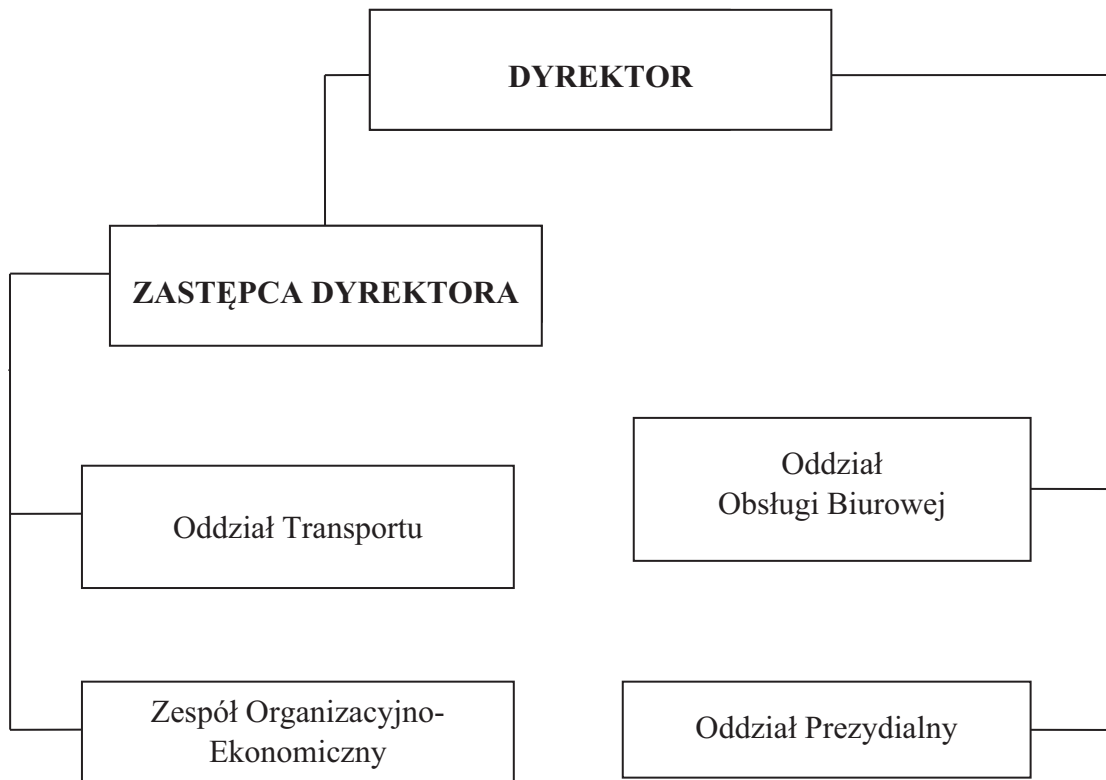 DYREKTOR
ZASTĘPCA DYREKTORA
Oddział
Obsługi Biurowej
Oddział Transportu
Zespół Organizacyjno-
Ekonomiczny
Oddział Prezydialny